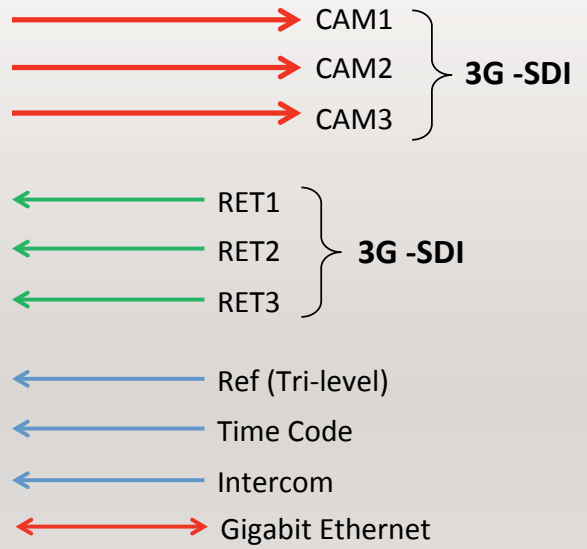 CAM1
CAM2
3G -SDI
CAM3
RET1
RET2
3G -SDI
RET3
Ref (Tri-level)
Time Code
Intercom
Gigabit Ethernet